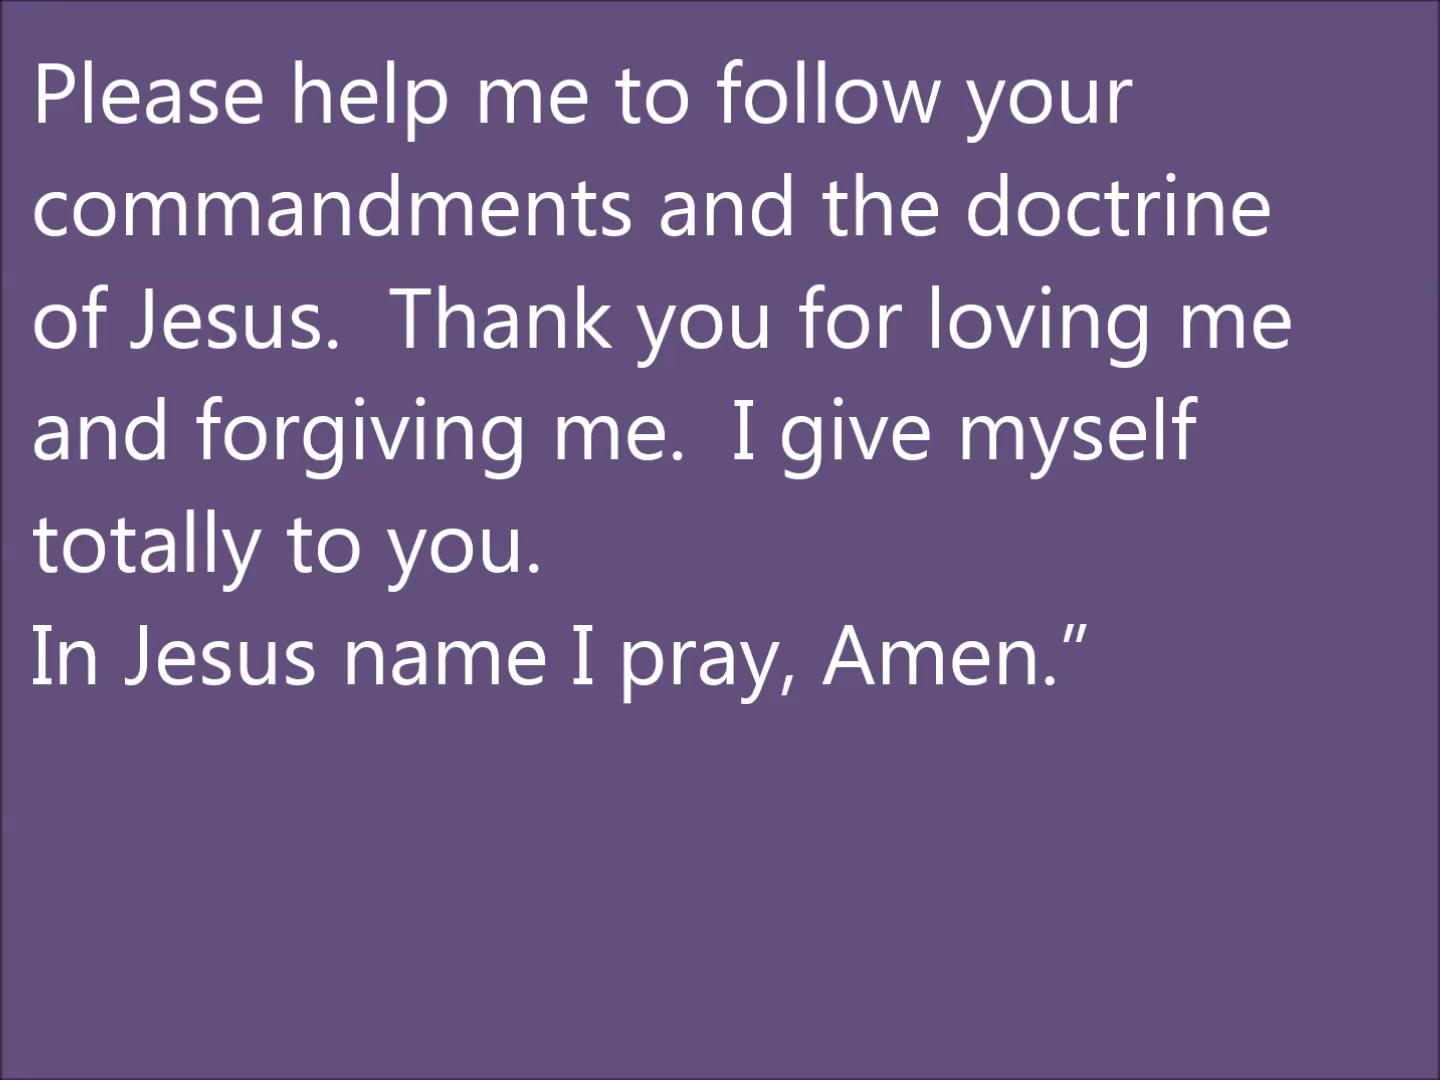 Please help me to follow your
commandments and the doctrine
of Jesus.  Thank you for loving me
and forgiving me.  I give myself
totally to you.
In Jesus name I pray, Amen.”